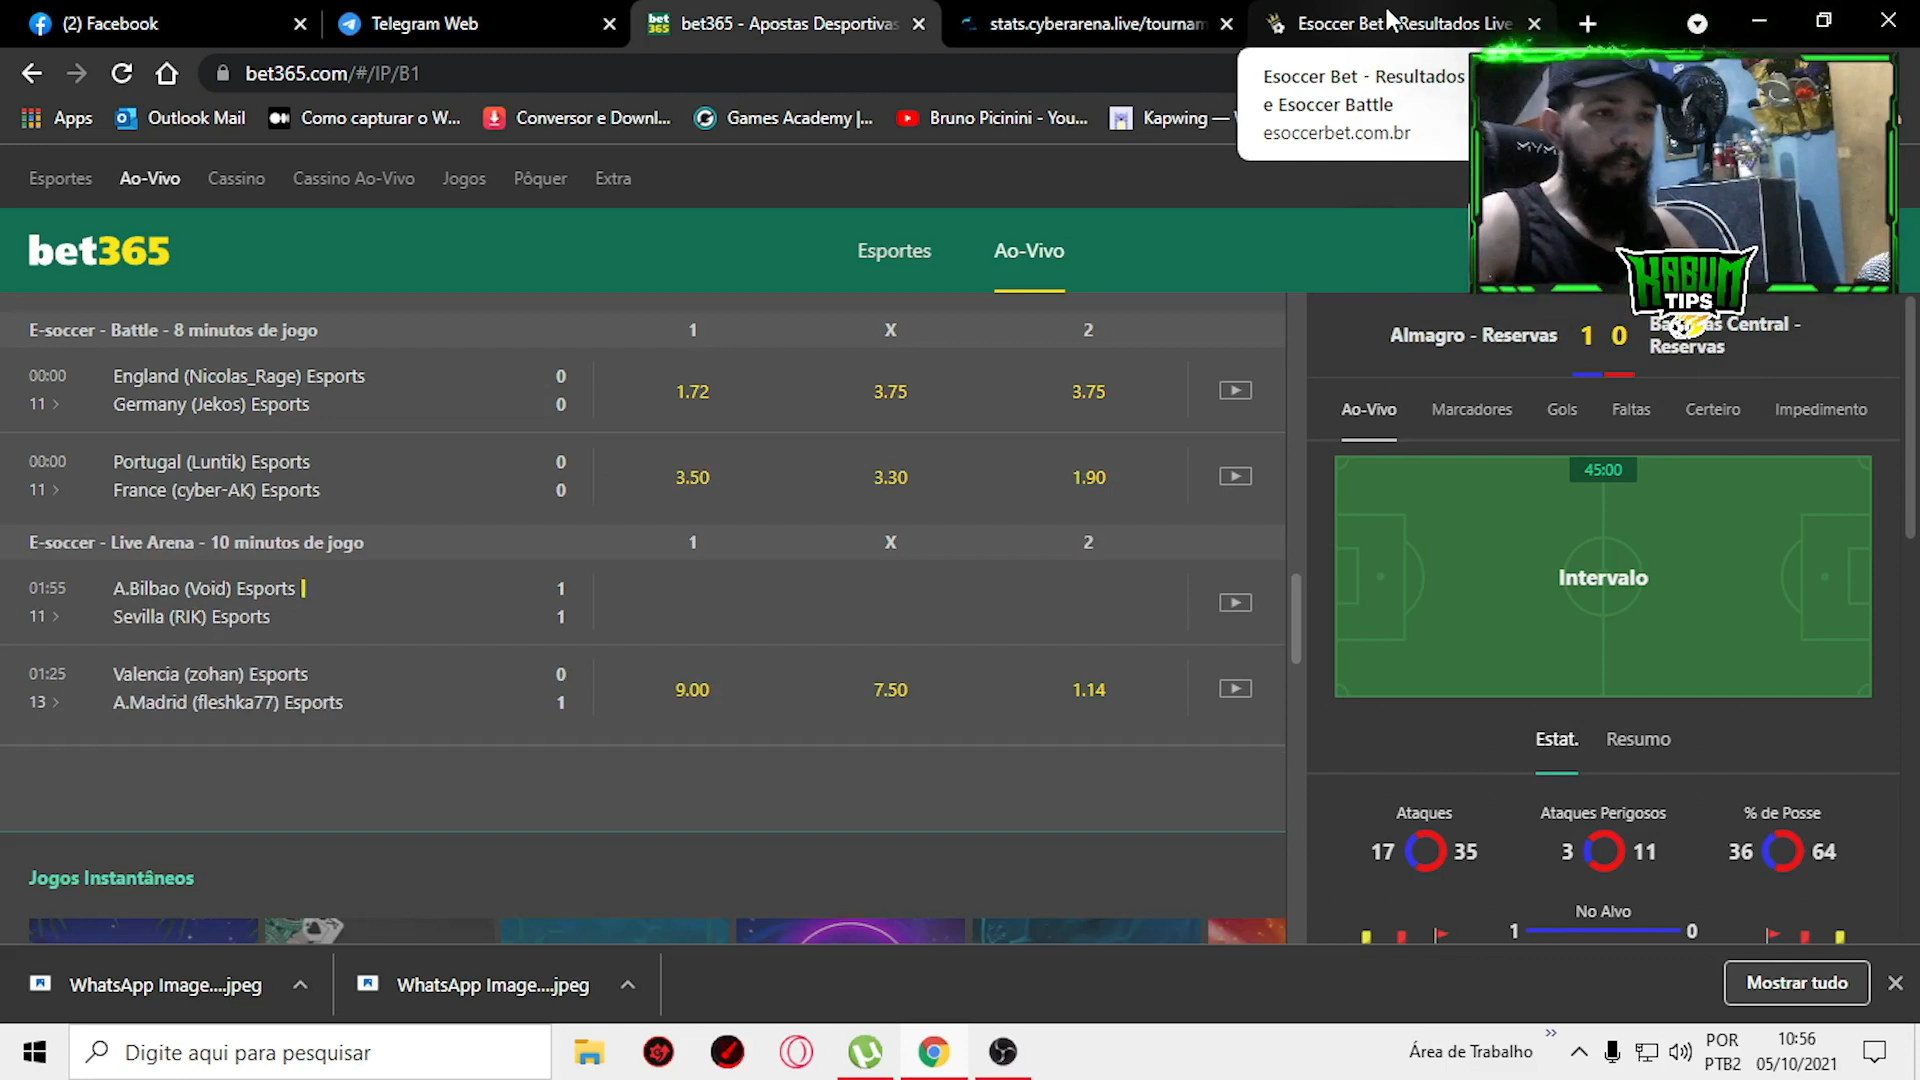 (2) Facebook
Telegram Web
bet365 - Apostas Desportivas
stats.cyberarena.live/tournam
Esoccer Bet - Resultados Live
bet365.com/#/IP/B1
Esoccer Bet - Resultados
e Esoccer Battle
esoccerbet.com.br
Apps
Outlook Mail
Como capturar o W...
Conversor e Downl...
Games Academy |...
Bruno Picinini - You...
Kapwing —
Esportes
Ao-Vivo
Cassino
Cassino Ao-Vivo
Jogos
Pôquer
Extra
bet365
Esportes
Ao-Vivo
KABUM
TIPS
E-soccer - Battle - 8 minutos de jogo 1 X 2
00:00 England (Nicolas_Rage) Esports 0
11 > Germany (Jekos) Esports 0
1.72 3.75 3.75
00:00 Portugal (Luntik) Esports 0
11 > France (cyber-AK) Esports 0
3.50 3.30 1.90
E-soccer - Live Arena - 10 minutos de jogo 1 X 2
01:55 A.Bilbao (Void) Esports 1
11 > Sevilla (RIK) Esports 1
01:25 Valencia (zohan) Esports 0
13 > A.Madrid (fleshka77) Esports 1
9.00 7.50 1.14
Jogos Instantâneos
Almagro - Reservas 1 0
Central -
Reservas
Ao-Vivo Marcadores Gols Faltas Certeiro Impedimento
45:00
Intervalo
Estat. Resumo
Ataques Ataques Perigosos % de Posse
17 35 3 11 36 64
No Alvo
1 0
WhatsApp Image....jpeg
WhatsApp Image....jpeg
Mostrar tudo
Digite aqui para pesquisar
Área de Trabalho
POR
PTB2
10:56
05/10/2021